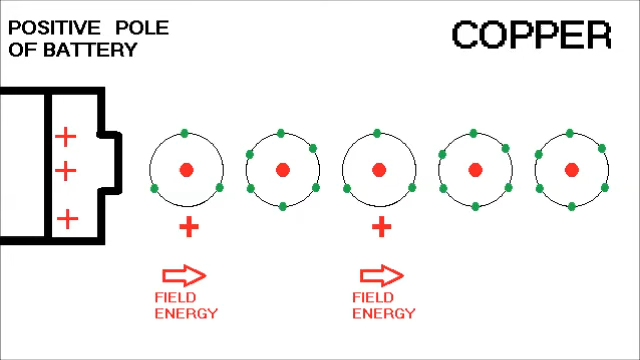 POSITIVE POLE
OF BATTERY
COPPER
+
+
+
+ +
FIELD FIELD
ENERGY ENERGY